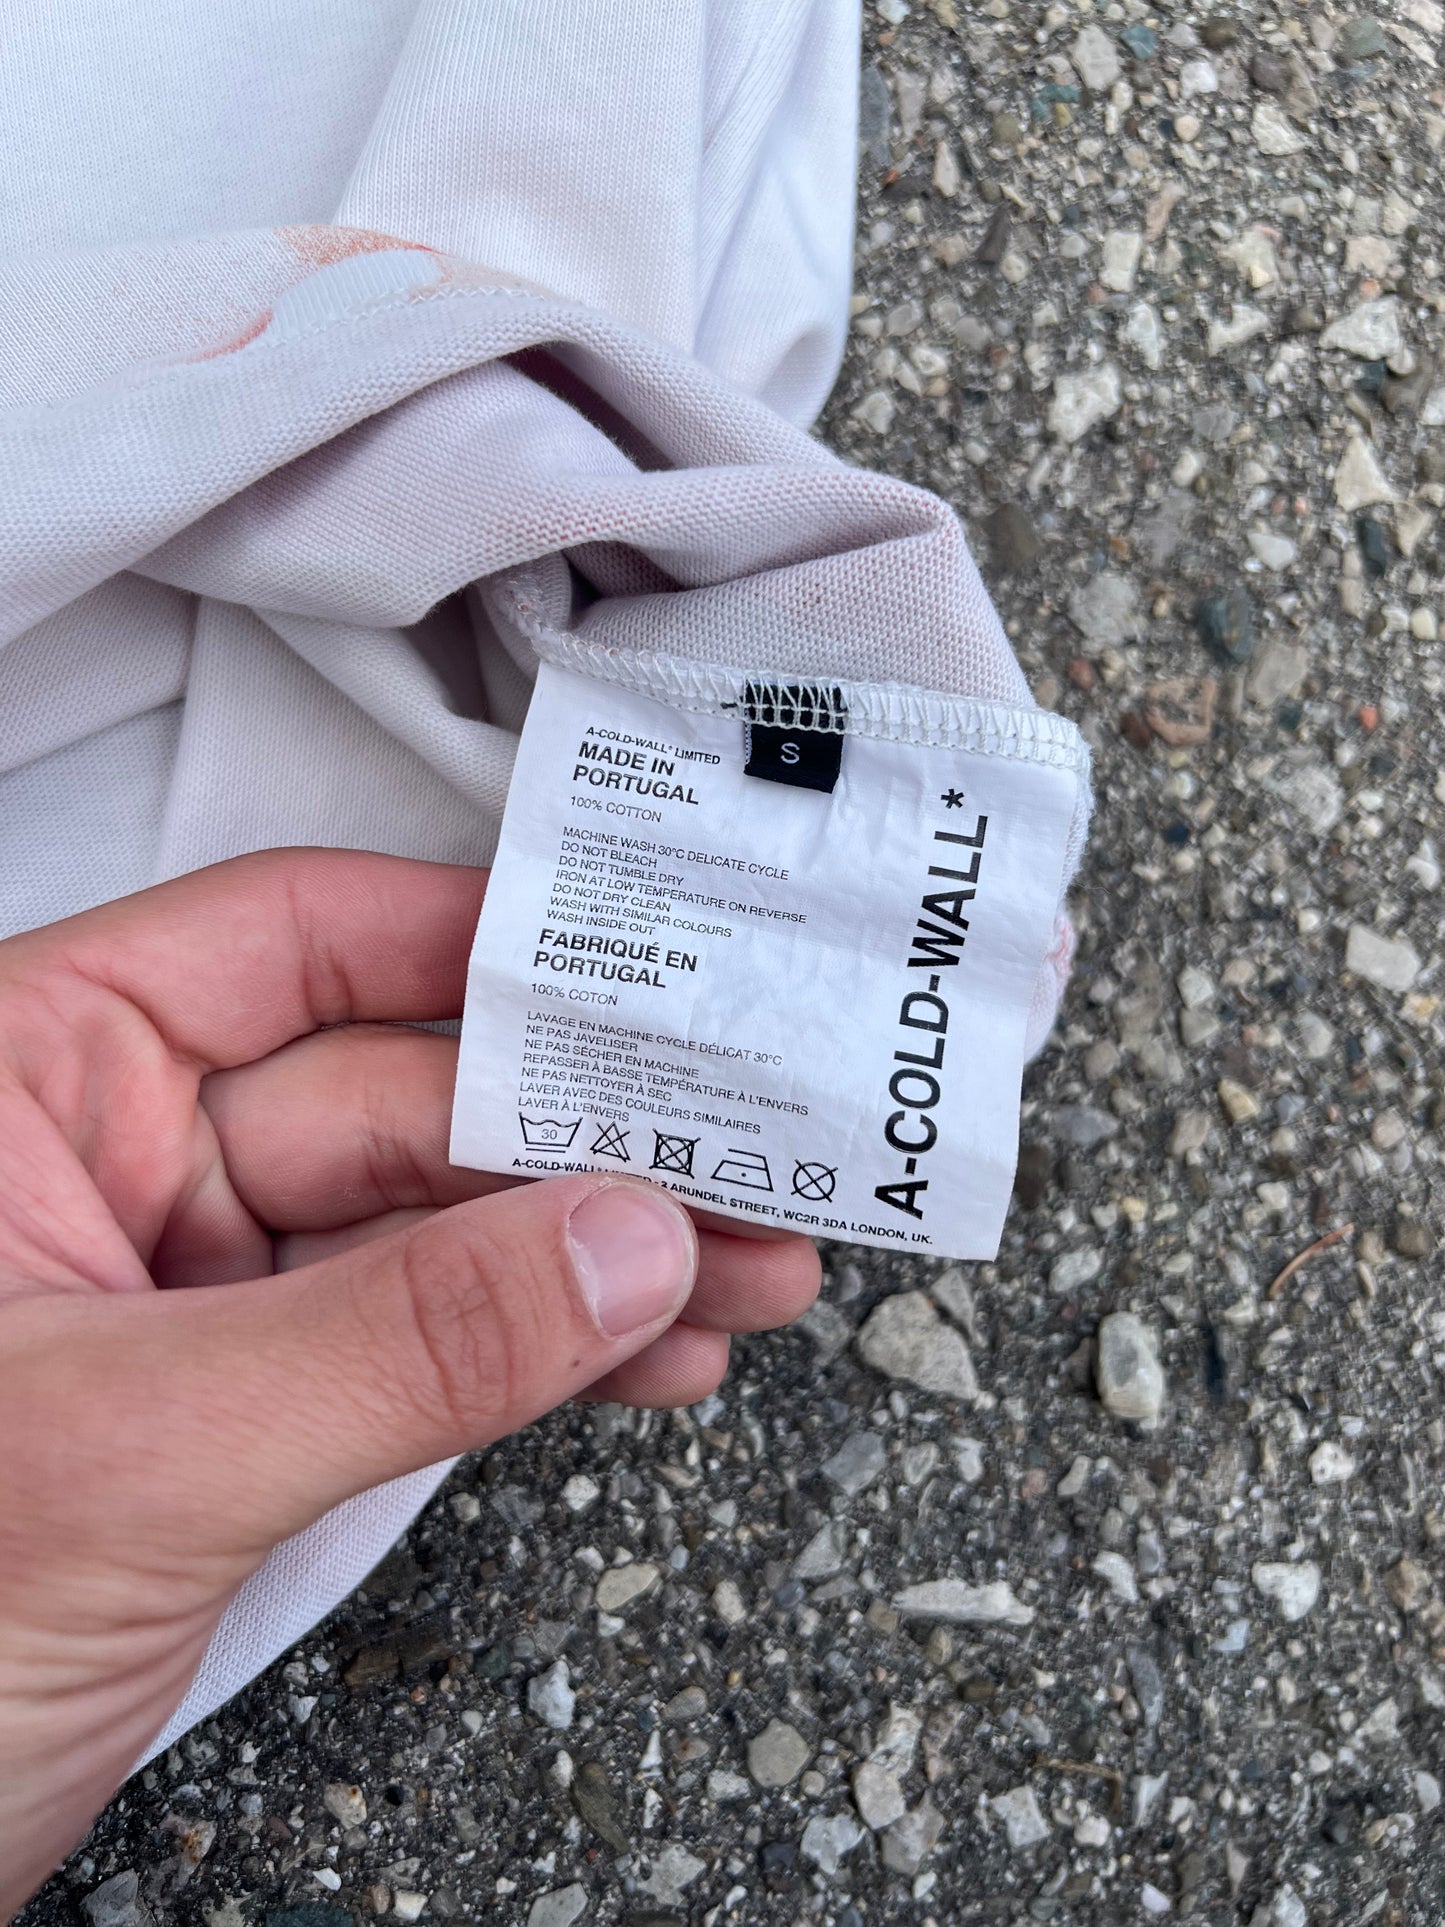 A-COLD-WALL* LIMITED
MADE IN
PORTUGAL
100% COTTON
MACHINE WASH 30°C DELICATE CYCLE
DO NOT BLEACH
DO NOT TUMBLE DRY
IRON AT LOW TEMPERATURE ON REVERSE
DO NOT DRY CLEAN
WASH WITH SIMILAR COLOURS
WASH INSIDE OUT
FABRIQUÉ EN
PORTUGAL
100% COTON
LAVAGE EN MACHINE CYCLE DÉLICAT 30°C
NE PAS JAVELISER
NE PAS SÉCHER EN MACHINE
REPASSER À BASSE TEMPÉRATURE À L'ENVERS
NE PAS NETTOYER À SEC
LAVER AVEC DES COULEURS SIMILAIRES
LAVER À L'ENVERS
30
A-COLD-WALL* LIMITED - 2 ARUNDEL STREET, WC2R 3DA LONDON, UK.
S
A-COLD-WALL*